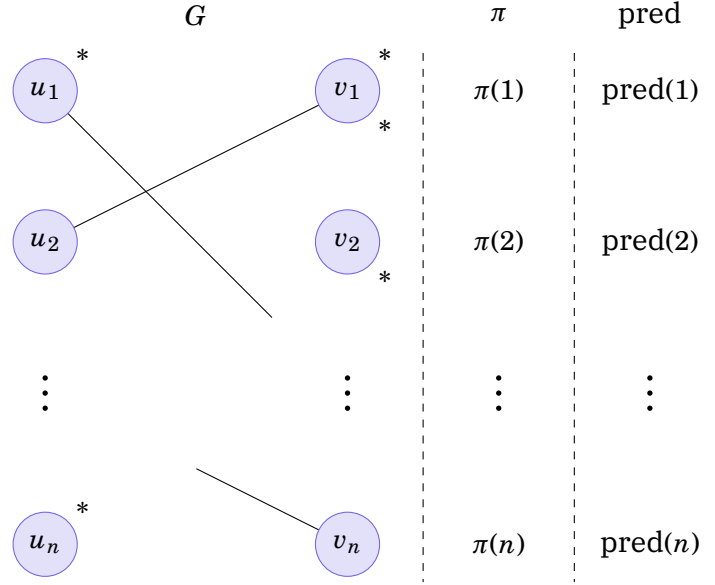 G π pred
* *
u₁ v₁ π(1) pred(1)
*
u₂ v₂ π(2) pred(2)
*
⋮ ⋮ ⋮ ⋮
*
uₙ vₙ π(n) pred(n)